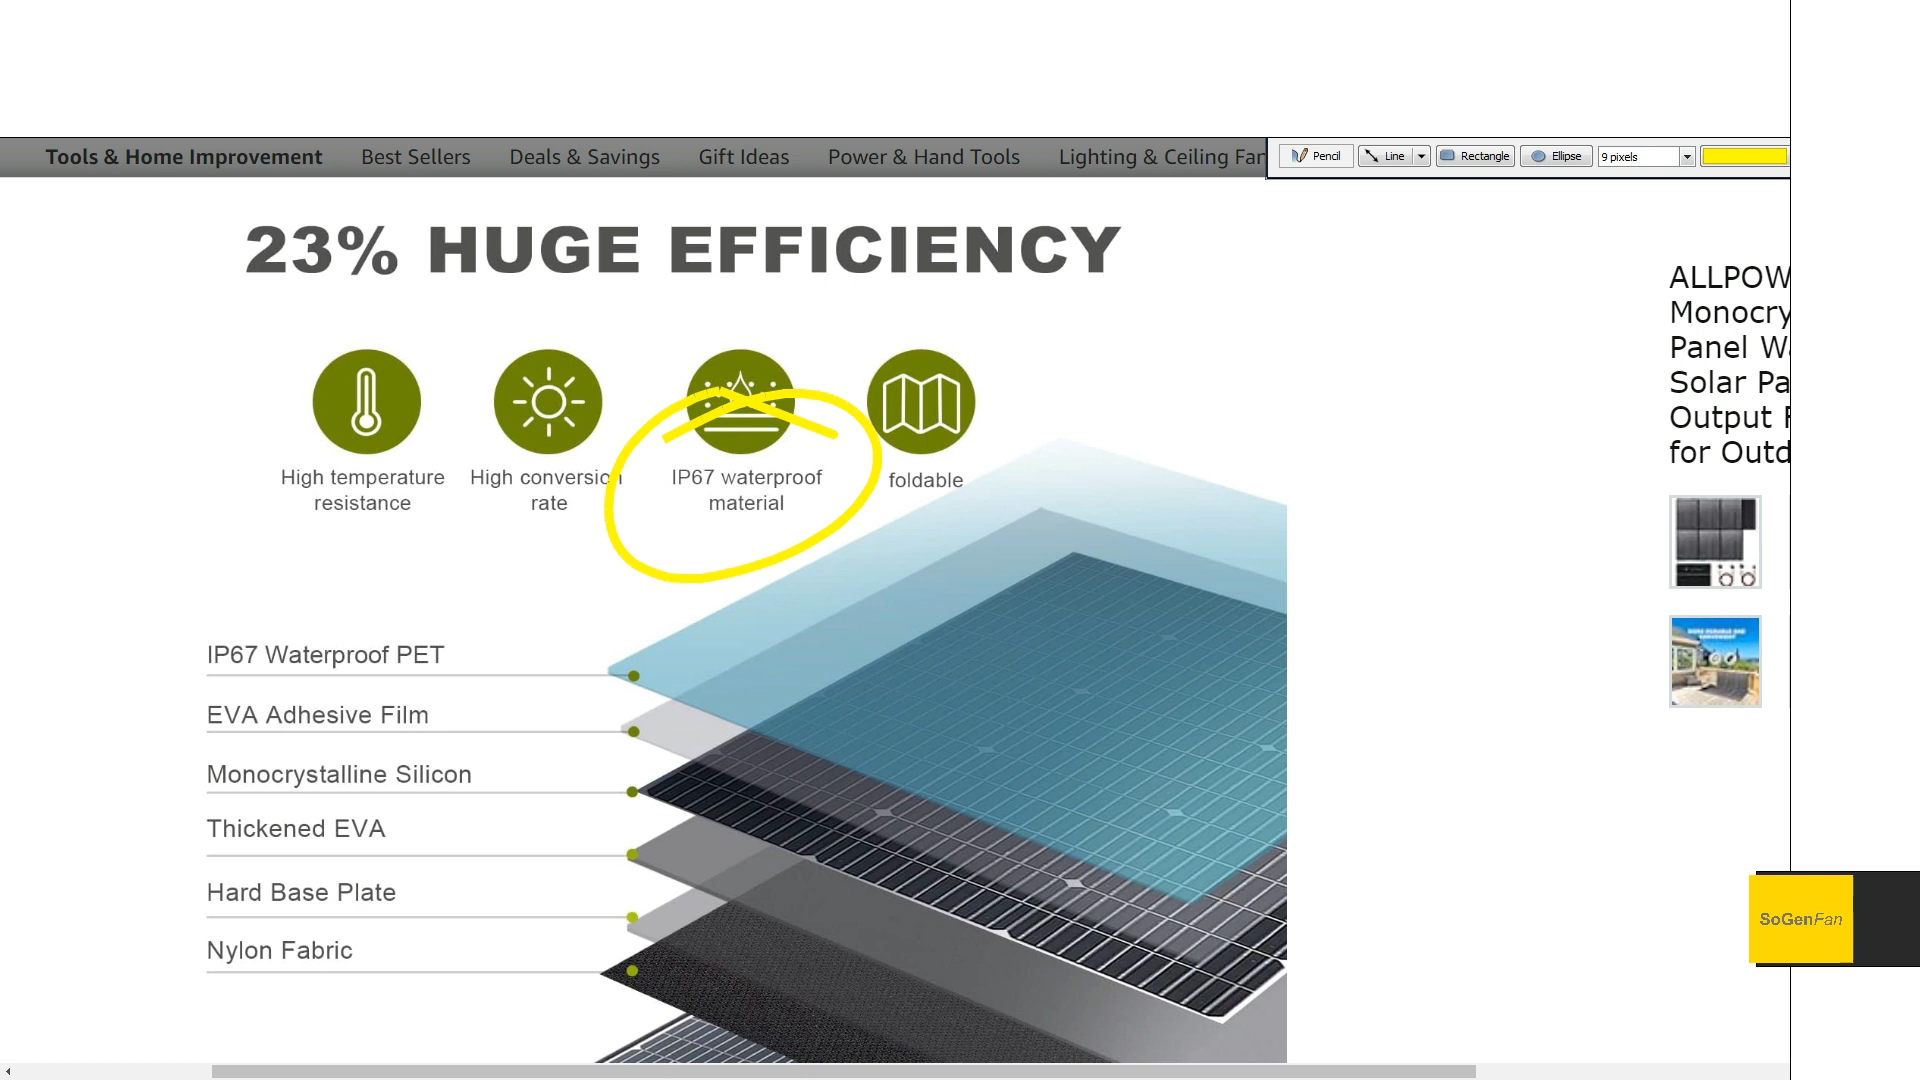 Tools & Home Improvement Best Sellers Deals & Savings Gift Ideas Power & Hand Tools Lighting & Ceiling Fan
Pencil Line Rectangle Ellipse 9 pixels
23% HUGE EFFICIENCY
ALLPOW
Monocry
Panel Wa
Solar Pa
Output
for Outd
High temperature
resistance
High conversion
rate
IP67 waterproof
material
foldable
IP67 Waterproof PET
EVA Adhesive Film
Monocrystalline Silicon
Thickened EVA
Hard Base Plate
Nylon Fabric
SoGenFan